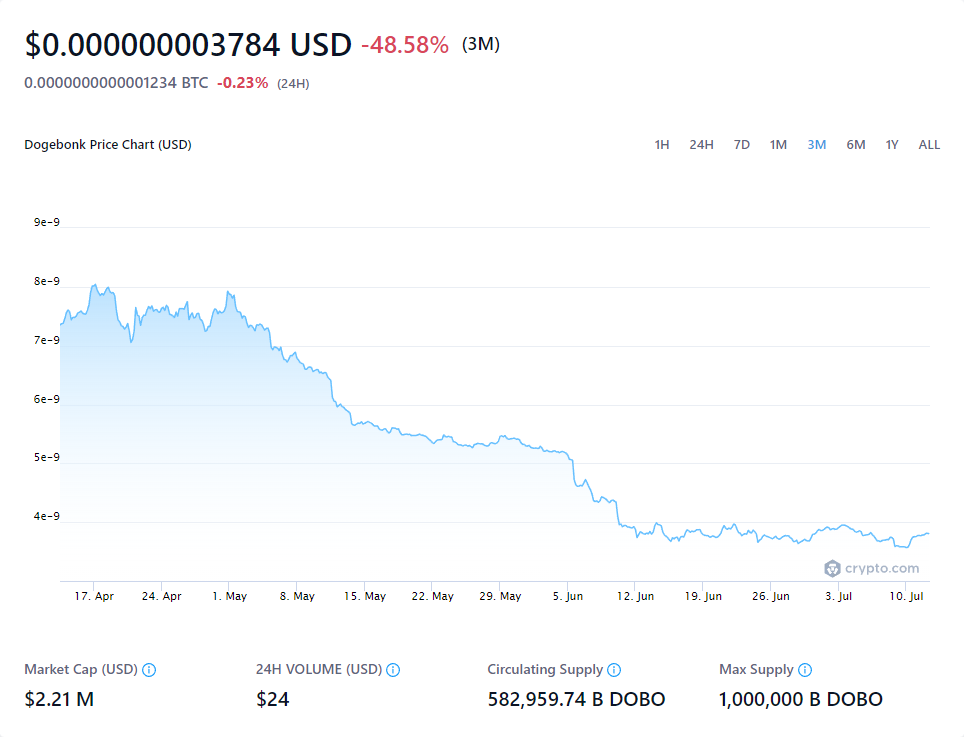 $0.000000003784 USD -48.58% (3M)
0.0000000000001234 BTC -0.23% (24H)
Dogebonk Price Chart (USD) 1H 24H 7D 1M 3M 6M 1Y ALL
9e-9
8e-9
7e-9
6e-9
5e-9
4e-9
crypto.com
17. Apr 24. Apr 1. May 8. May 15. May 22. May 29. May 5. Jun 12. Jun 19. Jun 26. Jun 3. Jul 10. Jul
Market Cap (USD) 24H VOLUME (USD) Circulating Supply Max Supply
$2.21 M $24 582,959.74 B DOBO 1,000,000 B DOBO